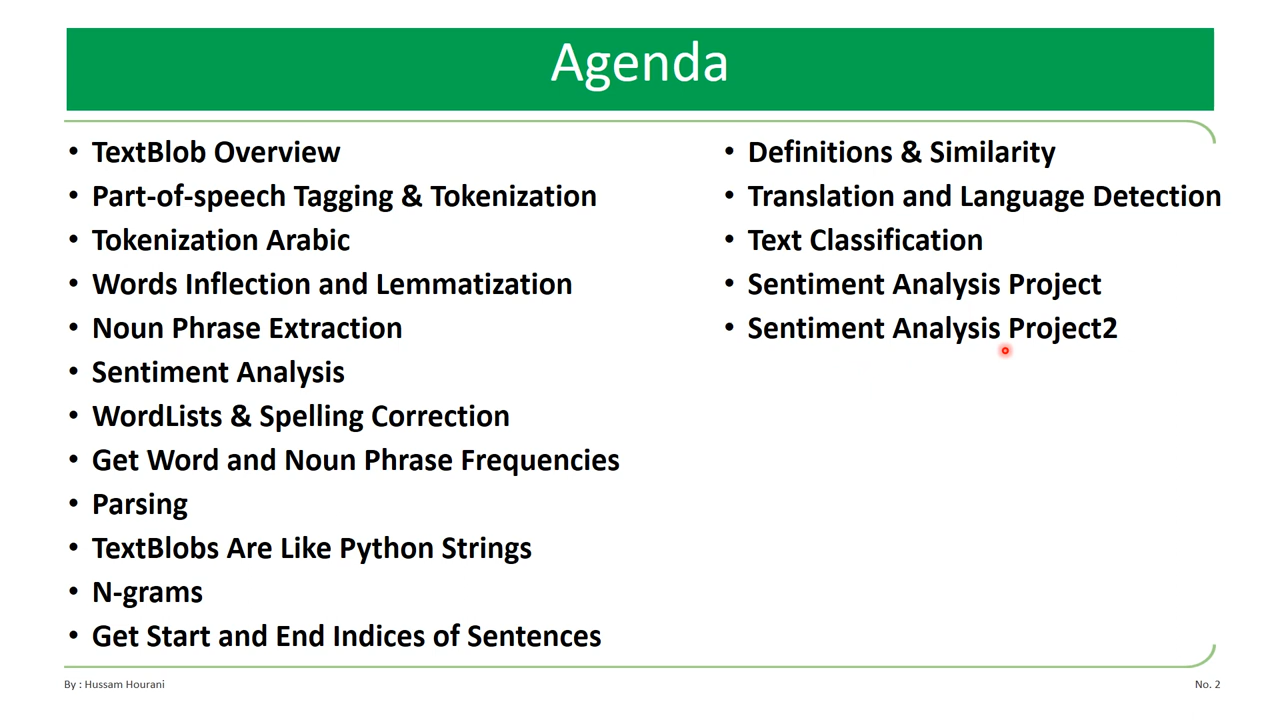 Agenda
• TextBlob Overview
• Part-of-speech Tagging & Tokenization
• Tokenization Arabic
• Words Inflection and Lemmatization
• Noun Phrase Extraction
• Sentiment Analysis
• WordLists & Spelling Correction
• Get Word and Noun Phrase Frequencies
• Parsing
• TextBlobs Are Like Python Strings
• N-grams
• Get Start and End Indices of Sentences
• Definitions & Similarity
• Translation and Language Detection
• Text Classification
• Sentiment Analysis Project
• Sentiment Analysis Project2
By : Hussam Hourani
No. 2